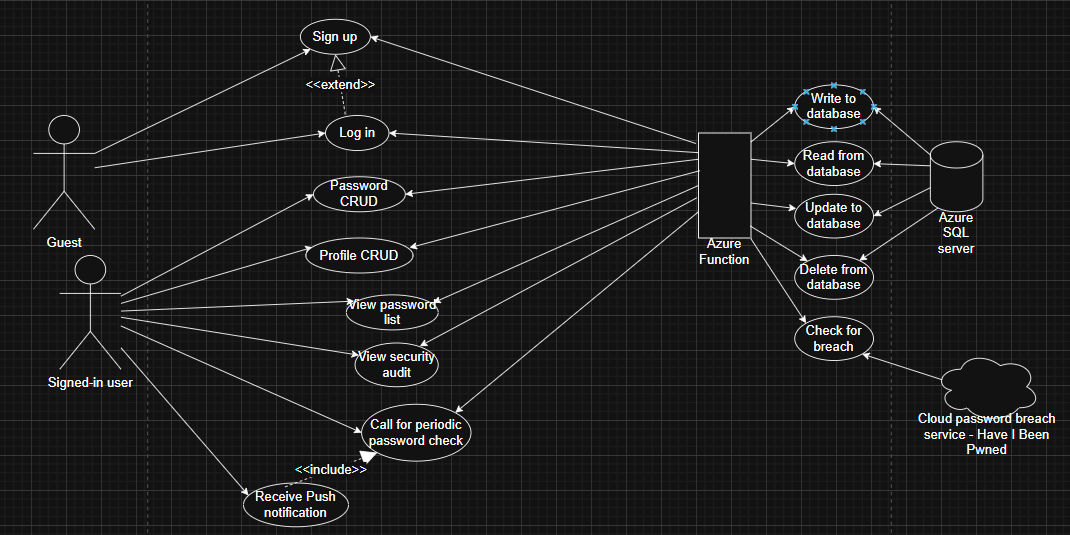 Sign up
<<extend>>
Log in
Guest
Password
CRUD
Profile CRUD
View password
list
View security
audit
Signed-in user
Call for periodic
password check
<<include>>
Receive Push
notification
Azure
Function
Write to
database
Read from
database
Update to
database
Delete from
database
Check for
breach
Azure
SQL
server
Cloud password breach
service - Have I Been
Pwned